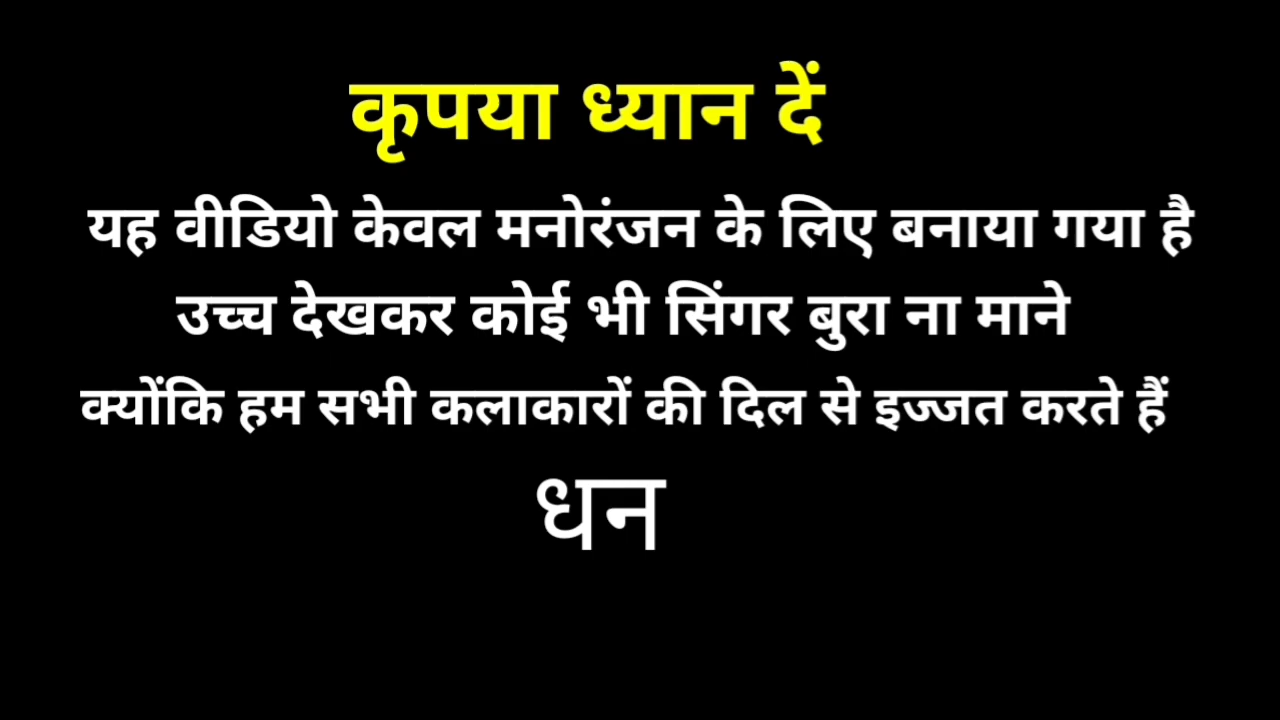 कृपया ध्यान दें
यह वीडियो केवल मनोरंजन के लिए बनाया गया है
उच्च देखकर कोई भी सिंगर बुरा ना माने
क्योंकि हम सभी कलाकारों की दिल से इज्जत करते हैं
धन